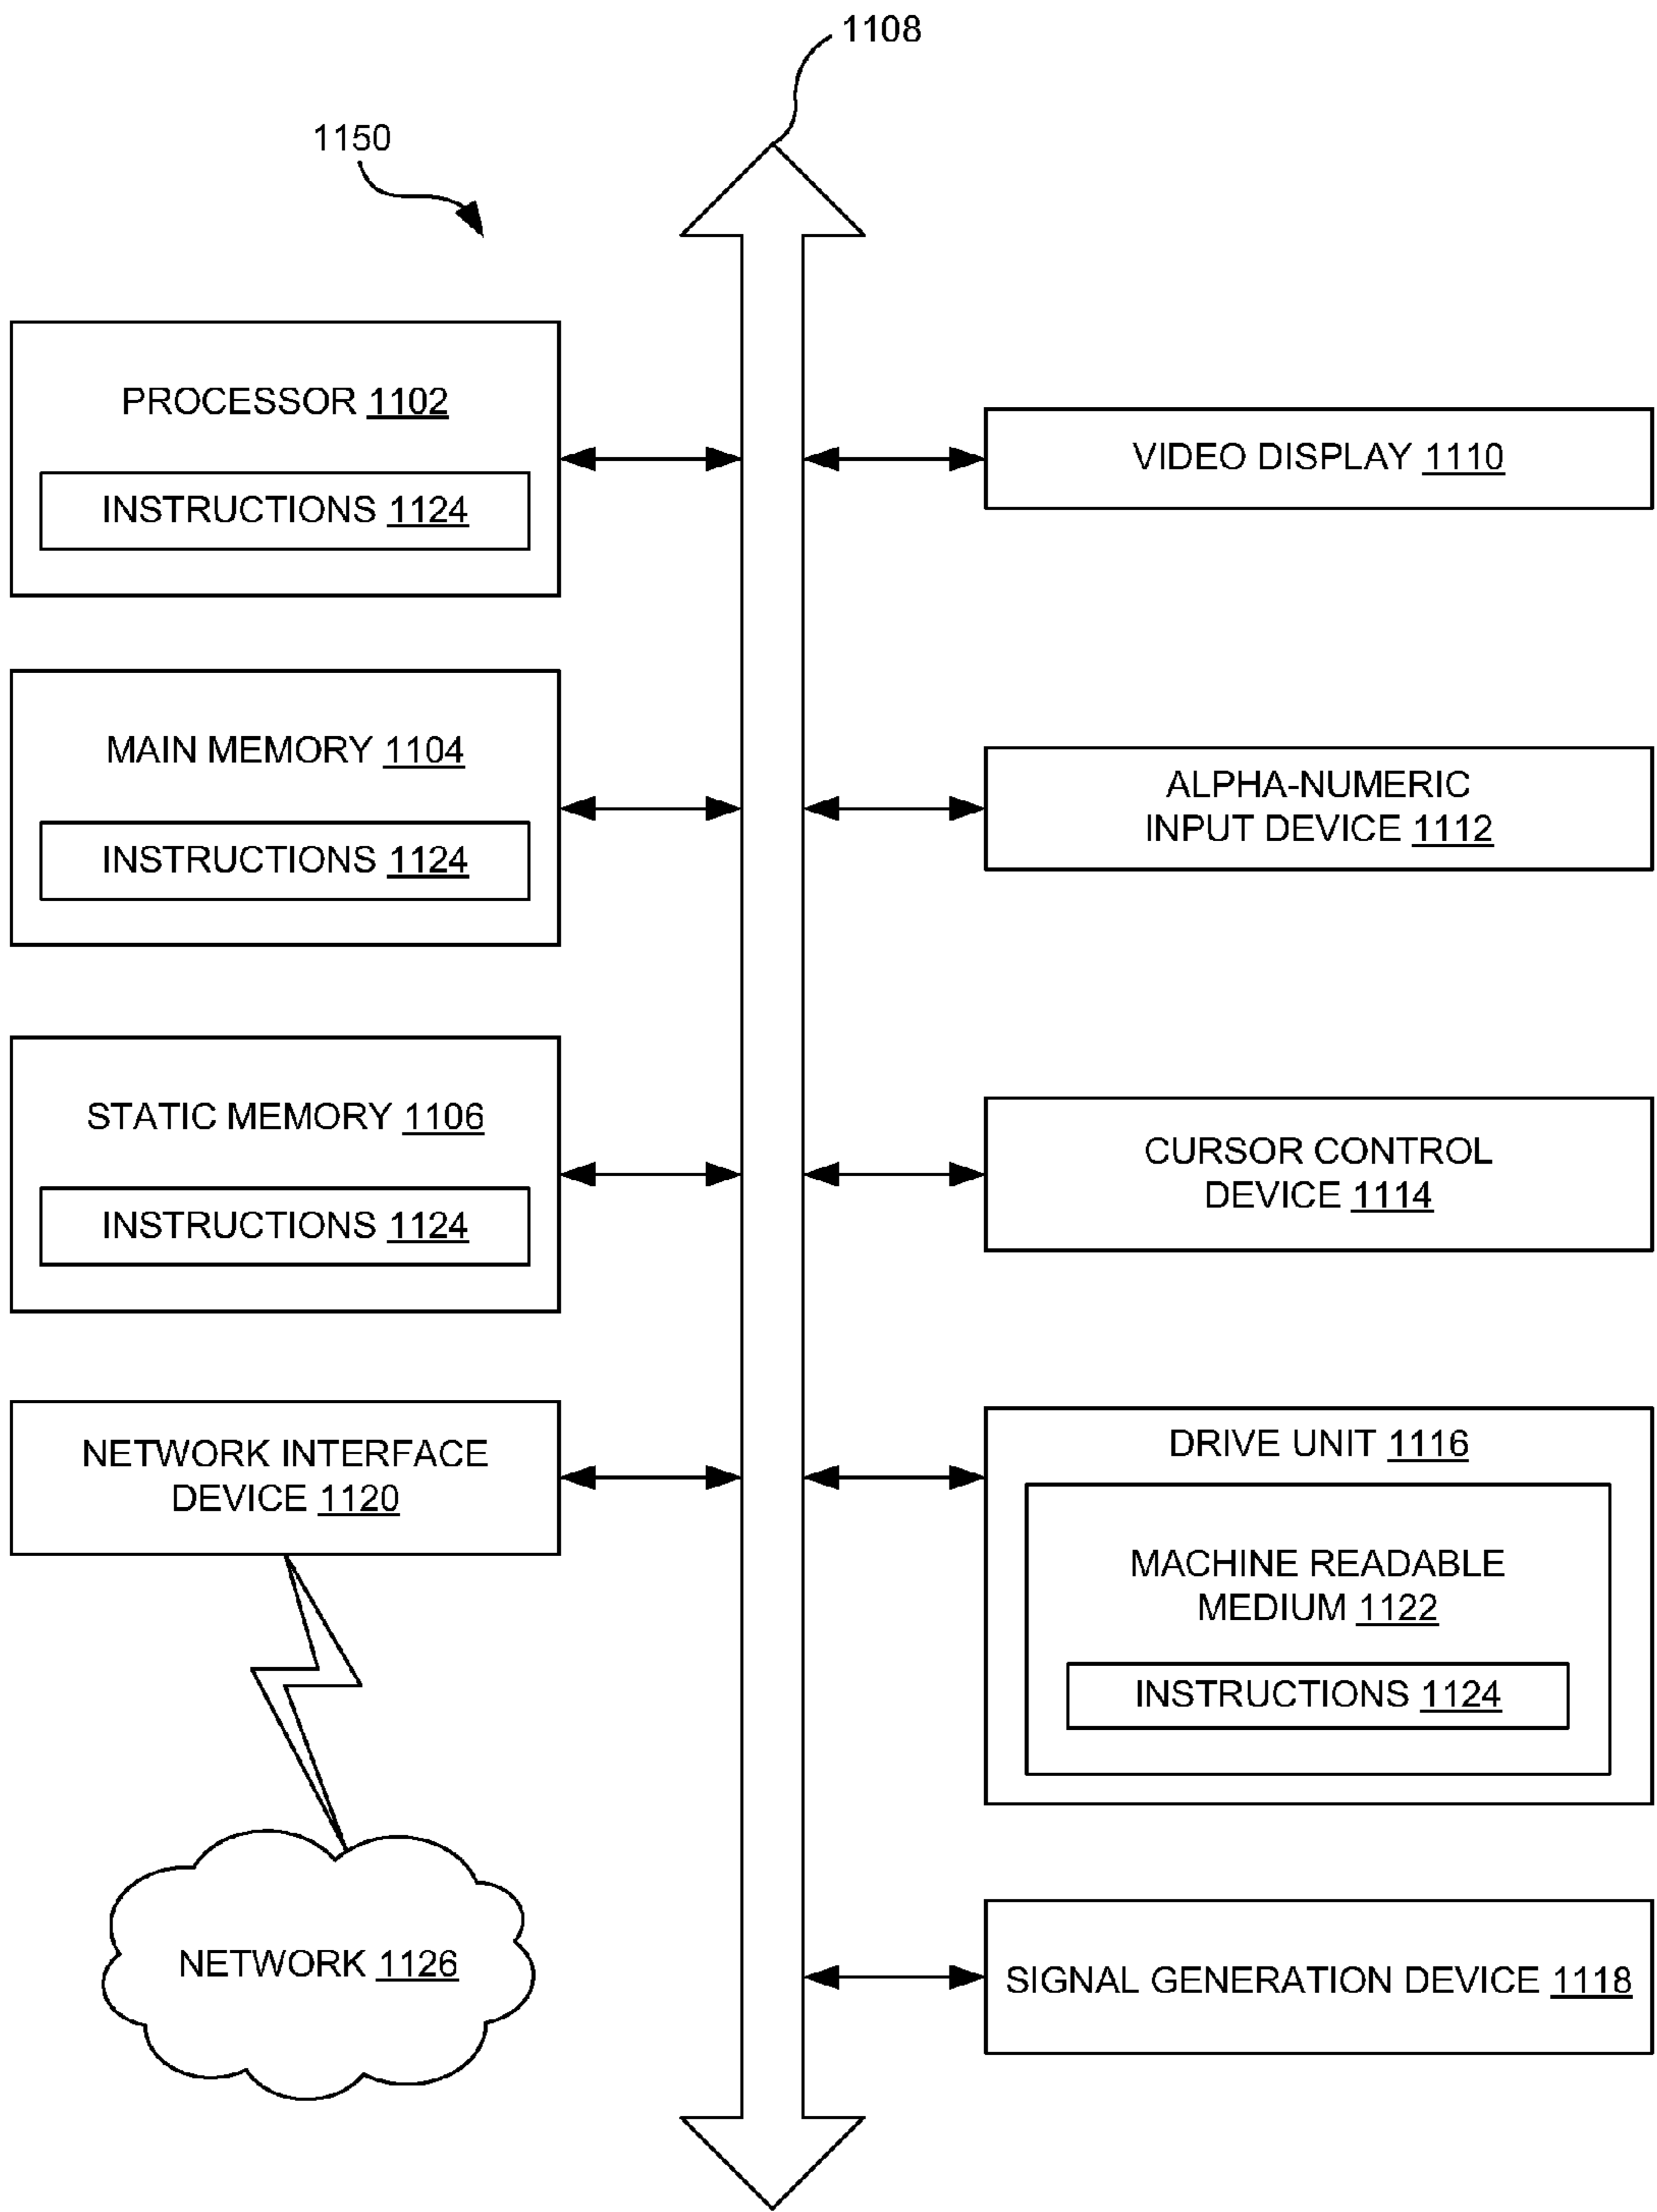 1108
1150
PROCESSOR 1102
INSTRUCTIONS 1124
MAIN MEMORY 1104
INSTRUCTIONS 1124
STATIC MEMORY 1106
INSTRUCTIONS 1124
NETWORK INTERFACE
DEVICE 1120
NETWORK 1126
VIDEO DISPLAY 1110
ALPHA-NUMERIC
INPUT DEVICE 1112
CURSOR CONTROL
DEVICE 1114
DRIVE UNIT 1116
MACHINE READABLE
MEDIUM 1122
INSTRUCTIONS 1124
SIGNAL GENERATION DEVICE 1118